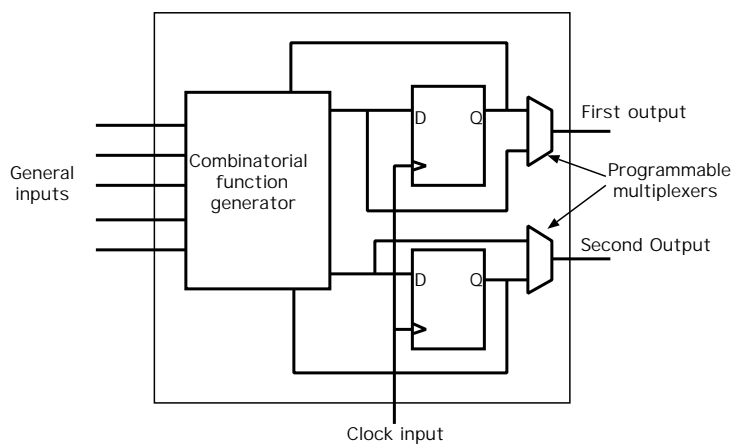 First output
D
Q
Combinatorial
function
generator
General
inputs
Programmable
multiplexers
Second Output
D
Q
Clock input